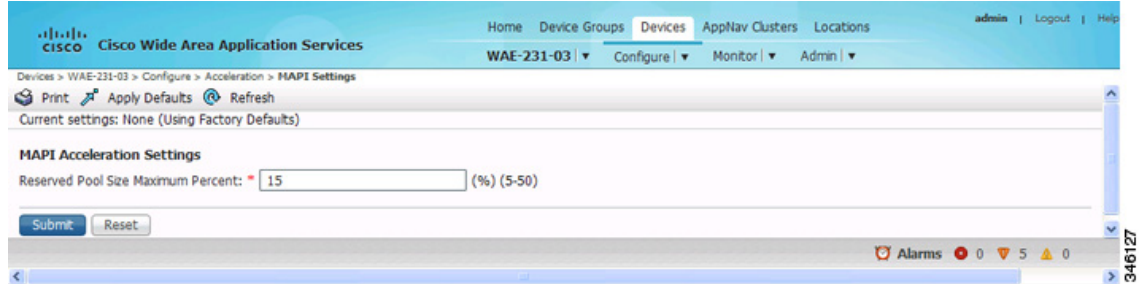 Home Device Groups Devices AppNav Clusters Locations
admin | Logout | Help
CISCO Cisco Wide Area Application Services
WAE-231-03 | Configure | Monitor | Admin |
Devices > WAE-231-03 > Configure > Acceleration > MAPI Settings
Print Apply Defaults Refresh
Current settings: None (Using Factory Defaults)
MAPI Acceleration Settings
Reserved Pool Size Maximum Percent: * 15 (%) (5-50)
Submit Reset
Alarms 0 5 0
346127